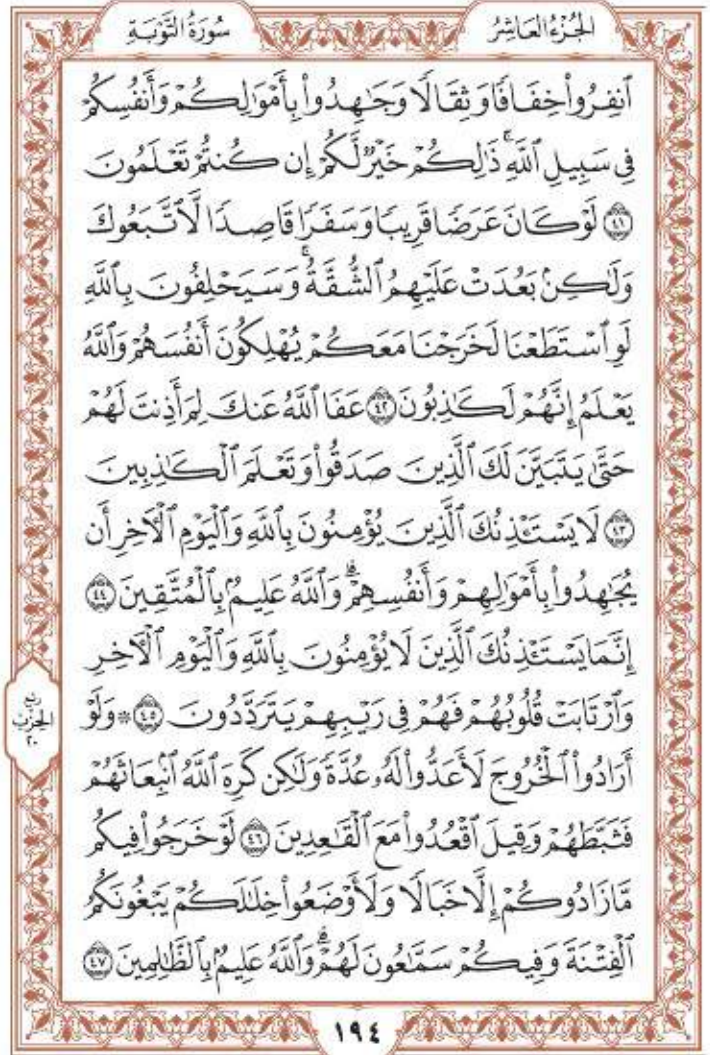 سُورَةُ التَّوْبَةِ
الجُزْءُ العَاشِرُ
ٱنفِرُوا۟ خِفَافًا وَثِقَالًا وَجَـٰهِدُوا۟ بِأَمْوَٰلِكُمْ وَأَنفُسِكُمْ
فِى سَبِيلِ ٱللَّهِ ۚ ذَٰلِكُمْ خَيْرٌ لَّكُمْ إِن كُنتُمْ تَعْلَمُونَ
٤١ لَوْ كَانَ عَرَضًا قَرِيبًا وَسَفَرًا قَاصِدًا لَّٱتَّبَعُوكَ
وَلَـٰكِنۢ بَعُدَتْ عَلَيْهِمُ ٱلشُّقَّةُ ۚ وَسَيَحْلِفُونَ بِٱللَّهِ
لَوِ ٱسْتَطَعْنَا لَخَرَجْنَا مَعَكُمْ يُهْلِكُونَ أَنفُسَهُمْ وَٱللَّهُ
يَعْلَمُ إِنَّهُمْ لَكَـٰذِبُونَ ٤٢ عَفَا ٱللَّهُ عَنكَ لِمَ أَذِنتَ لَهُمْ
حَتَّىٰ يَتَبَيَّنَ لَكَ ٱلَّذِينَ صَدَقُوا۟ وَتَعْلَمَ ٱلْكَـٰذِبِينَ
٤٣ لَا يَسْتَـْٔذِنُكَ ٱلَّذِينَ يُؤْمِنُونَ بِٱللَّهِ وَٱلْيَوْمِ ٱلْـَٔاخِرِ أَن
يُجَـٰهِدُوا۟ بِأَمْوَٰلِهِمْ وَأَنفُسِهِمْ ۗ وَٱللَّهُ عَلِيمٌۢ بِٱلْمُتَّقِينَ ٤٤
إِنَّمَا يَسْتَـْٔذِنُكَ ٱلَّذِينَ لَا يُؤْمِنُونَ بِٱللَّهِ وَٱلْيَوْمِ ٱلْـَٔاخِرِ
وَٱرْتَابَتْ قُلُوبُهُمْ فَهُمْ فِى رَيْبِهِمْ يَتَرَدَّدُونَ ٤٥ ۞ وَلَوْ
أَرَادُوا۟ ٱلْخُرُوجَ لَأَعَدُّوا۟ لَهُۥ عُدَّةً وَلَـٰكِن كَرِهَ ٱللَّهُ ٱنۢبِعَاثَهُمْ
فَثَبَّطَهُمْ وَقِيلَ ٱقْعُدُوا۟ مَعَ ٱلْقَـٰعِدِينَ ٤٦ لَوْ خَرَجُوا۟ فِيكُم
مَّا زَادُوكُمْ إِلَّا خَبَالًا وَلَأَوْضَعُوا۟ خِلَـٰلَكُمْ يَبْغُونَكُمُ
ٱلْفِتْنَةَ وَفِيكُمْ سَمَّـٰعُونَ لَهُمْ ۗ وَٱللَّهُ عَلِيمٌۢ بِٱلظَّـٰلِمِينَ ٤٧
ربع
الحزب
٢٠
١٩٤